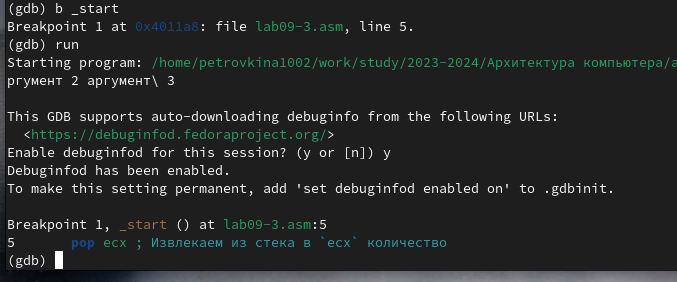 (gdb) b _start
Breakpoint 1 at 0x4011a8: file lab09-3.asm, line 5.
(gdb) run
Starting program: /home/petrovkina1002/work/study/2023-2024/Архитектура компьютера/а
ргумент 2 аргумент\ 3
This GDB supports auto-downloading debuginfo from the following URLs:
<https://debuginfod.fedoraproject.org/>
Enable debuginfod for this session? (y or [n]) y
Debuginfod has been enabled.
To make this setting permanent, add 'set debuginfod enabled on' to .gdbinit.
Breakpoint 1, _start () at lab09-3.asm:5
5 pop ecx ; Извлекаем из стека в `ecx` количество
(gdb)